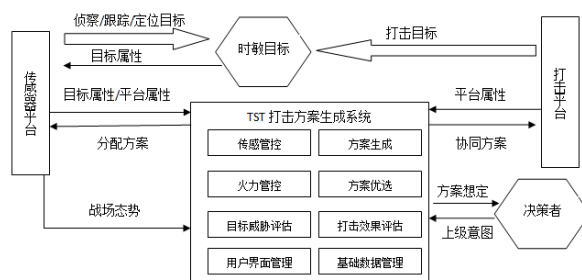 侦察/跟踪/定位目标
目标属性
时敏目标
打击目标
传感器平台
目标属性/平台属性
分配方案
战场态势
TST 打击方案生成系统
传感管控
方案生成
火力管控
方案优选
目标威胁评估
打击效果评估
用户界面管理
基础数据管理
平台属性
协同方案
打击平台
方案想定
上级意图
决策者